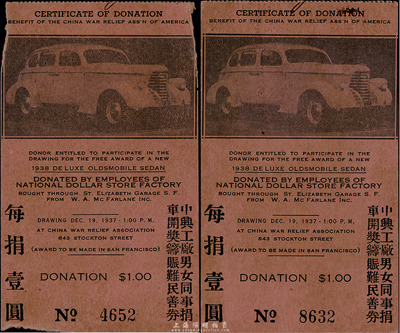 CERTIFICATE OF DONATION
BENEFIT OF THE CHINA WAR RELIEF ASS'N OF AMERICA
DONOR ENTITLED TO PARTICIPATE IN THE
DRAWING FOR THE FREE AWARD OF A NEW
1938 DE LUXE OLDSMOBILE SEDAN
DONATED BY EMPLOYEES OF
NATIONAL DOLLAR STORE FACTORY
BOUGHT THROUGH ST. ELIZABETH GARAGE S. F.
FROM W. A. MC FARLANE INC.
DRAWING DEC. 19, 1937 - 1:00 P. M.
AT CHINA WAR RELIEF ASSOCIATION
843 STOCKTON STREET
(AWARD TO BE MADE IN SAN FRANCISCO)
DONATION $1.00
No 4652
每捐壹圓
中興工廠男女同事捐
車開獎籌賑難民善券
CERTIFICATE OF DONATION
BENEFIT OF THE CHINA WAR RELIEF ASS'N OF AMERICA
DONOR ENTITLED TO PARTICIPATE IN THE
DRAWING FOR THE FREE AWARD OF A NEW
1938 DE LUXE OLDSMOBILE SEDAN
DONATED BY EMPLOYEES OF
NATIONAL DOLLAR STORE FACTORY
BOUGHT THROUGH ST. ELIZABETH GARAGE S. F.
FROM W. A. MC FARLANE INC.
DRAWING DEC. 19, 1937 - 1:00 P. M.
AT CHINA WAR RELIEF ASSOCIATION
843 STOCKTON STREET
(AWARD TO BE MADE IN SAN FRANCISCO)
DONATION $1.00
No 8632
每捐壹圓
中興工廠男女同事捐
車開獎籌賑難民善券